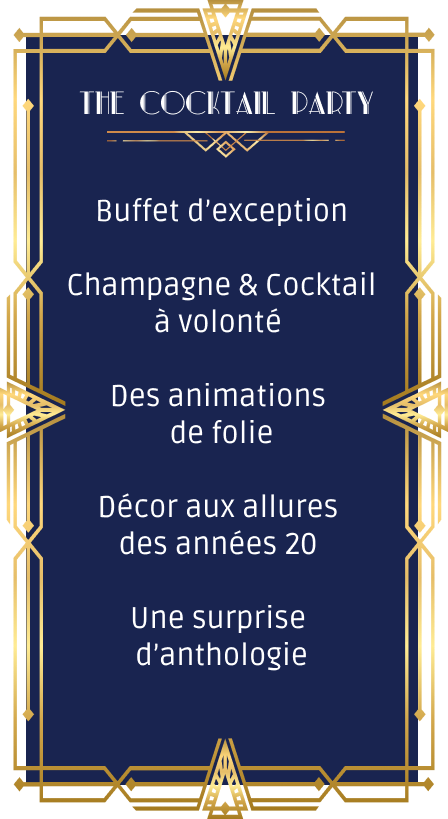 THE COCKTAIL PARTY
Buffet d’exception
Champagne & Cocktail
à volonté
Des animations
de folie
Décor aux allures
des années 20
Une surprise
d’anthologie